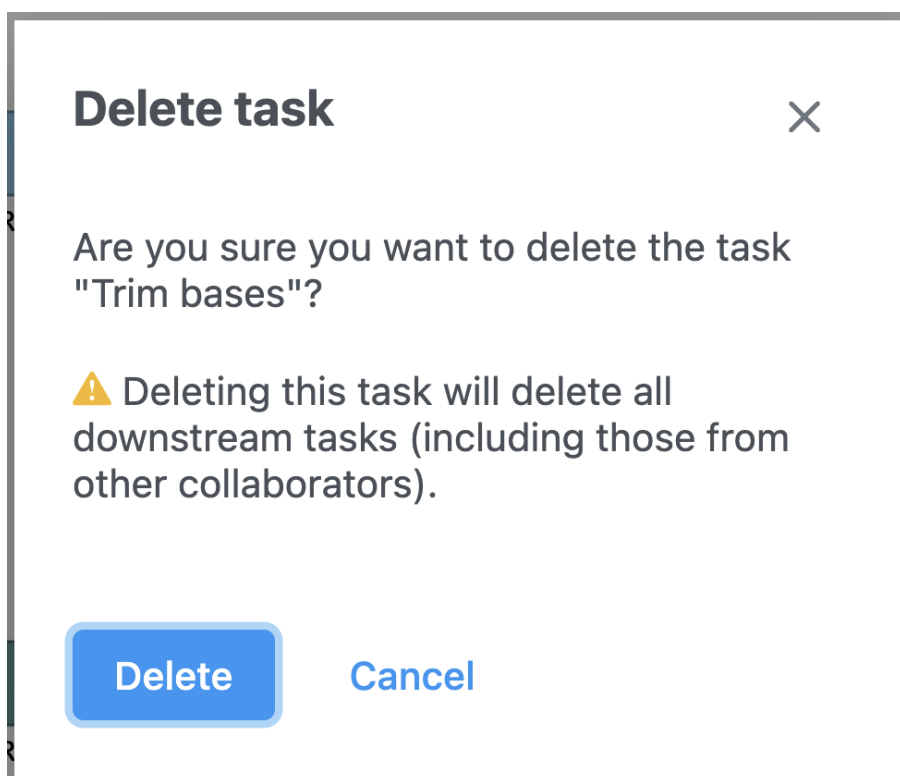 Delete task
Are you sure you want to delete the task
"Trim bases"?
Deleting this task will delete all
downstream tasks (including those from
other collaborators).
Delete
Cancel